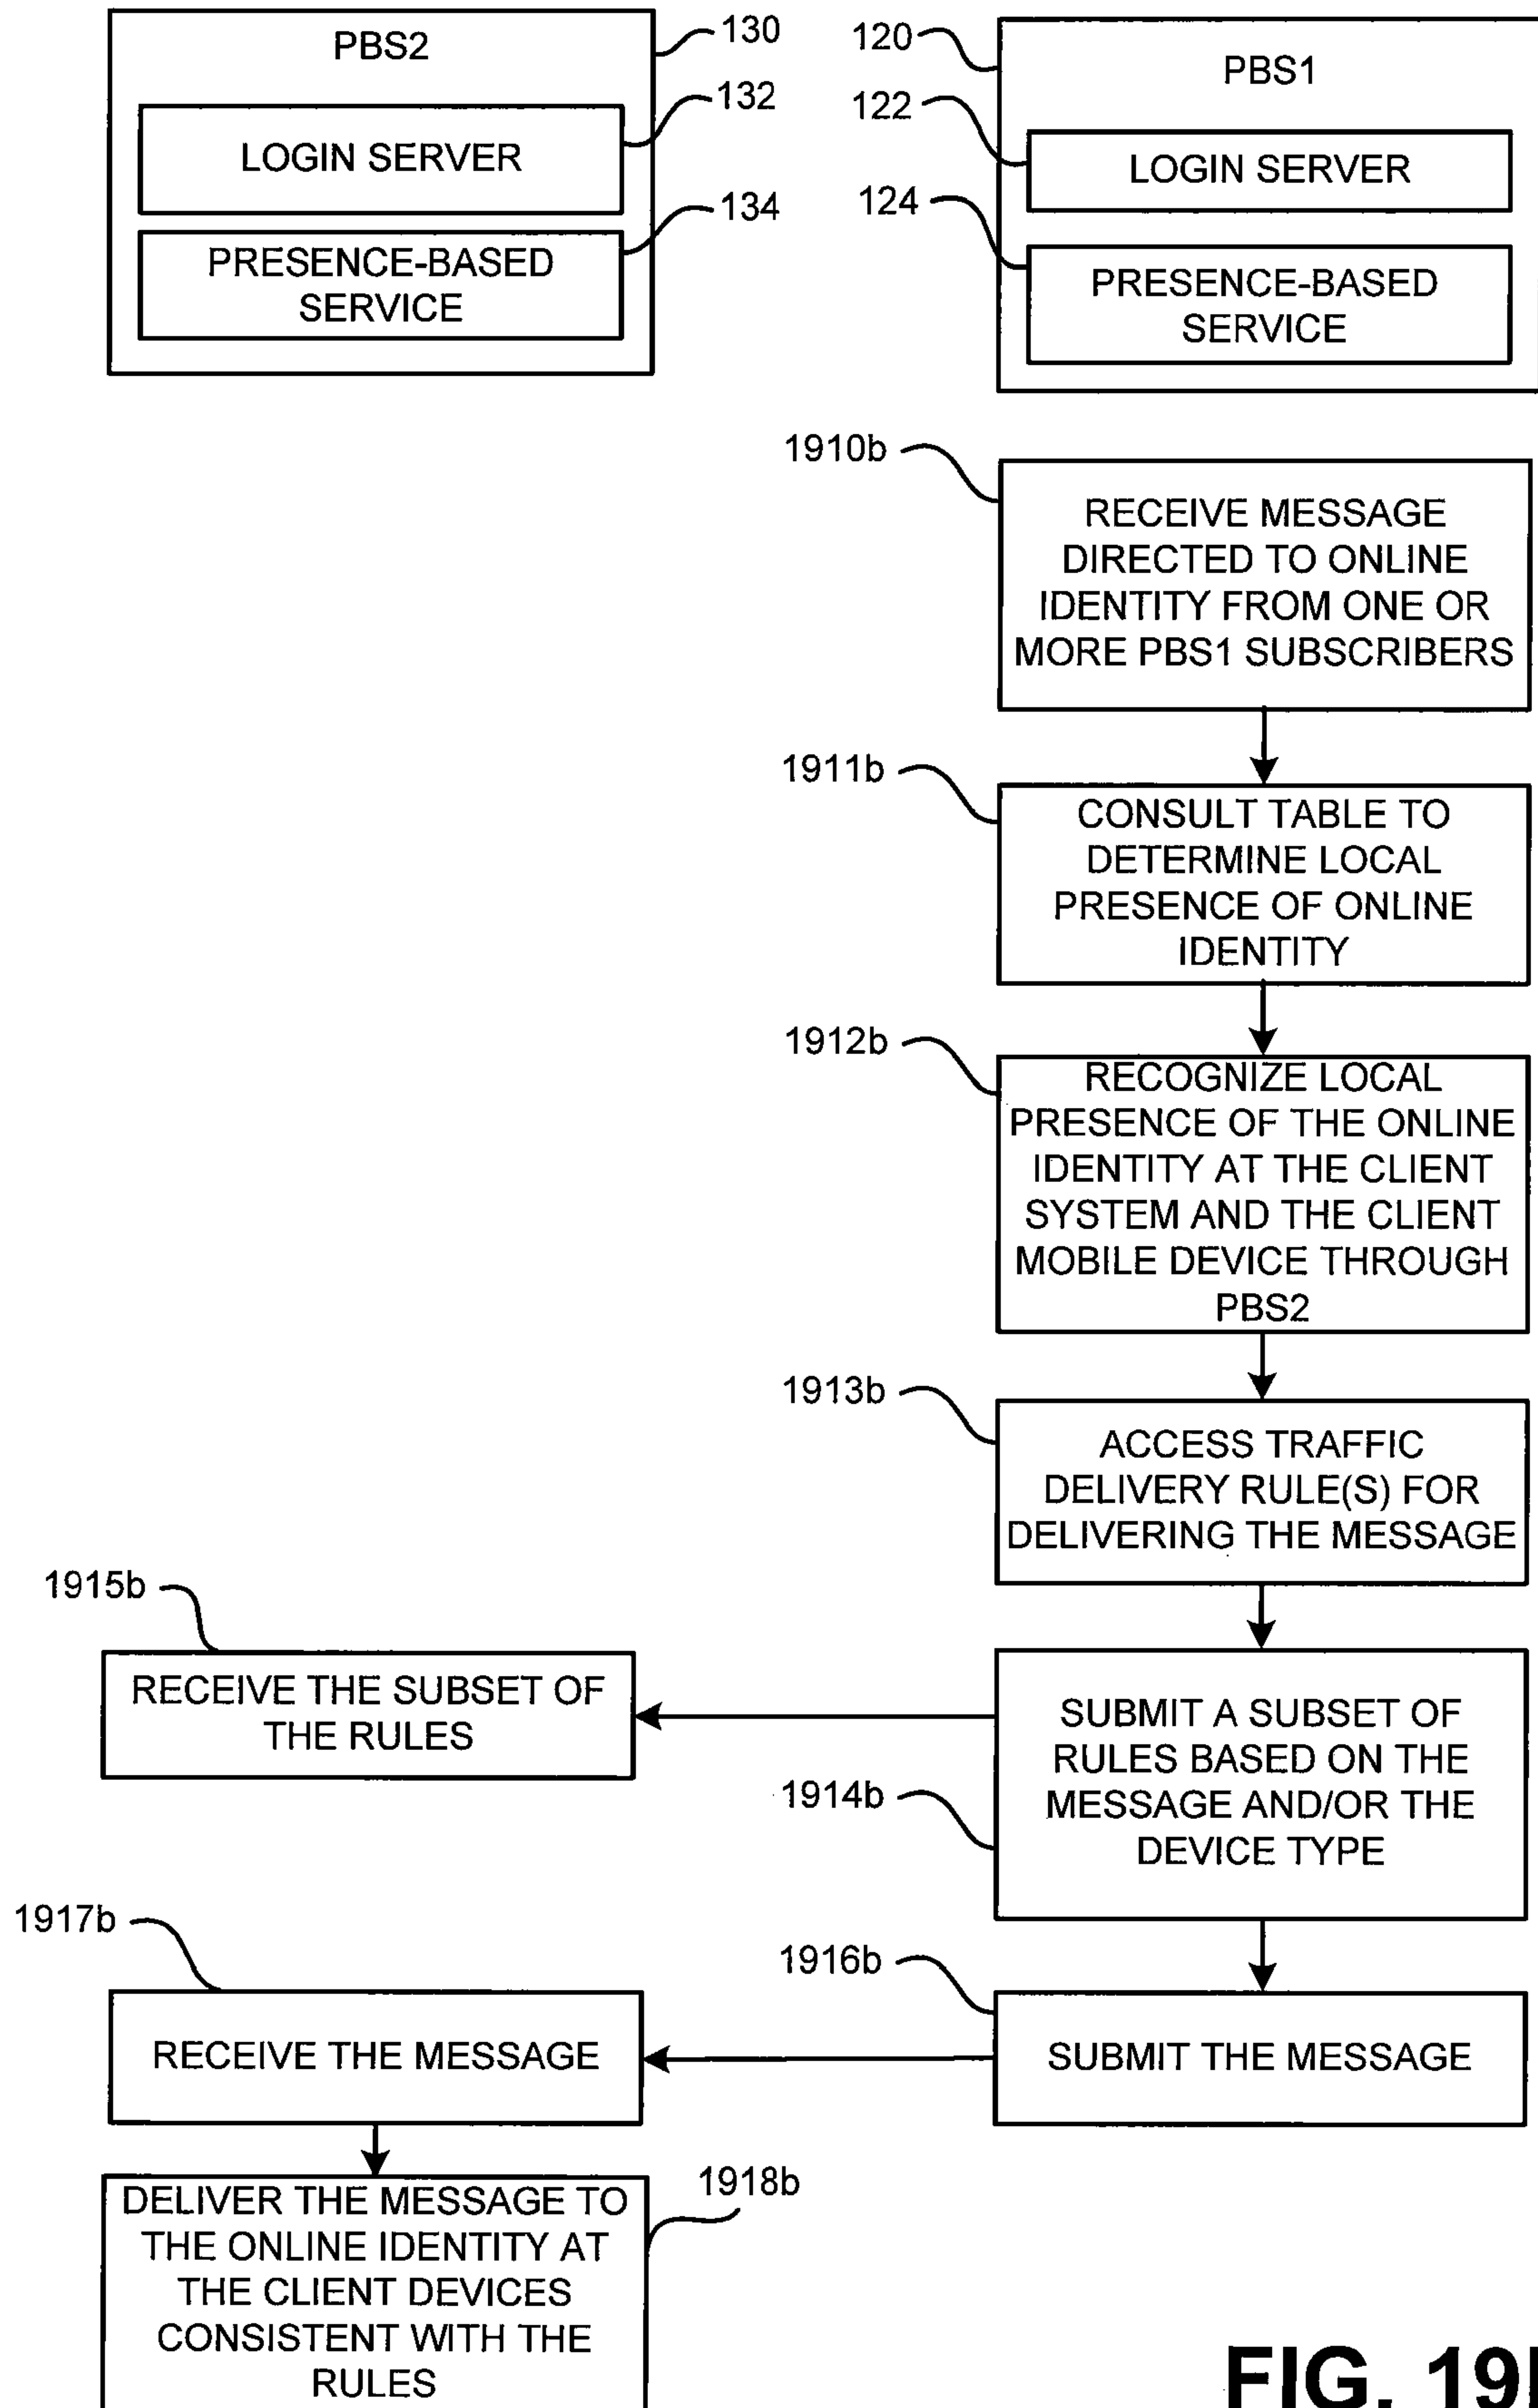 PBS2
130
LOGIN SERVER
132
PRESENCE-BASED
SERVICE
134
120
PBS1
122
LOGIN SERVER
124
PRESENCE-BASED
SERVICE
1910b
RECEIVE MESSAGE
DIRECTED TO ONLINE
IDENTITY FROM ONE OR
MORE PBS1 SUBSCRIBERS
1911b
CONSULT TABLE TO
DETERMINE LOCAL
PRESENCE OF ONLINE
IDENTITY
1912b
RECOGNIZE LOCAL
PRESENCE OF THE ONLINE
IDENTITY AT THE CLIENT
SYSTEM AND THE CLIENT
MOBILE DEVICE THROUGH
PBS2
1913b
ACCESS TRAFFIC
DELIVERY RULE(S) FOR
DELIVERING THE MESSAGE
1915b
RECEIVE THE SUBSET OF
THE RULES
1914b
SUBMIT A SUBSET OF
RULES BASED ON THE
MESSAGE AND/OR THE
DEVICE TYPE
1917b
RECEIVE THE MESSAGE
1916b
SUBMIT THE MESSAGE
1918b
DELIVER THE MESSAGE TO
THE ONLINE IDENTITY AT
THE CLIENT DEVICES
CONSISTENT WITH THE
RULES
FIG.